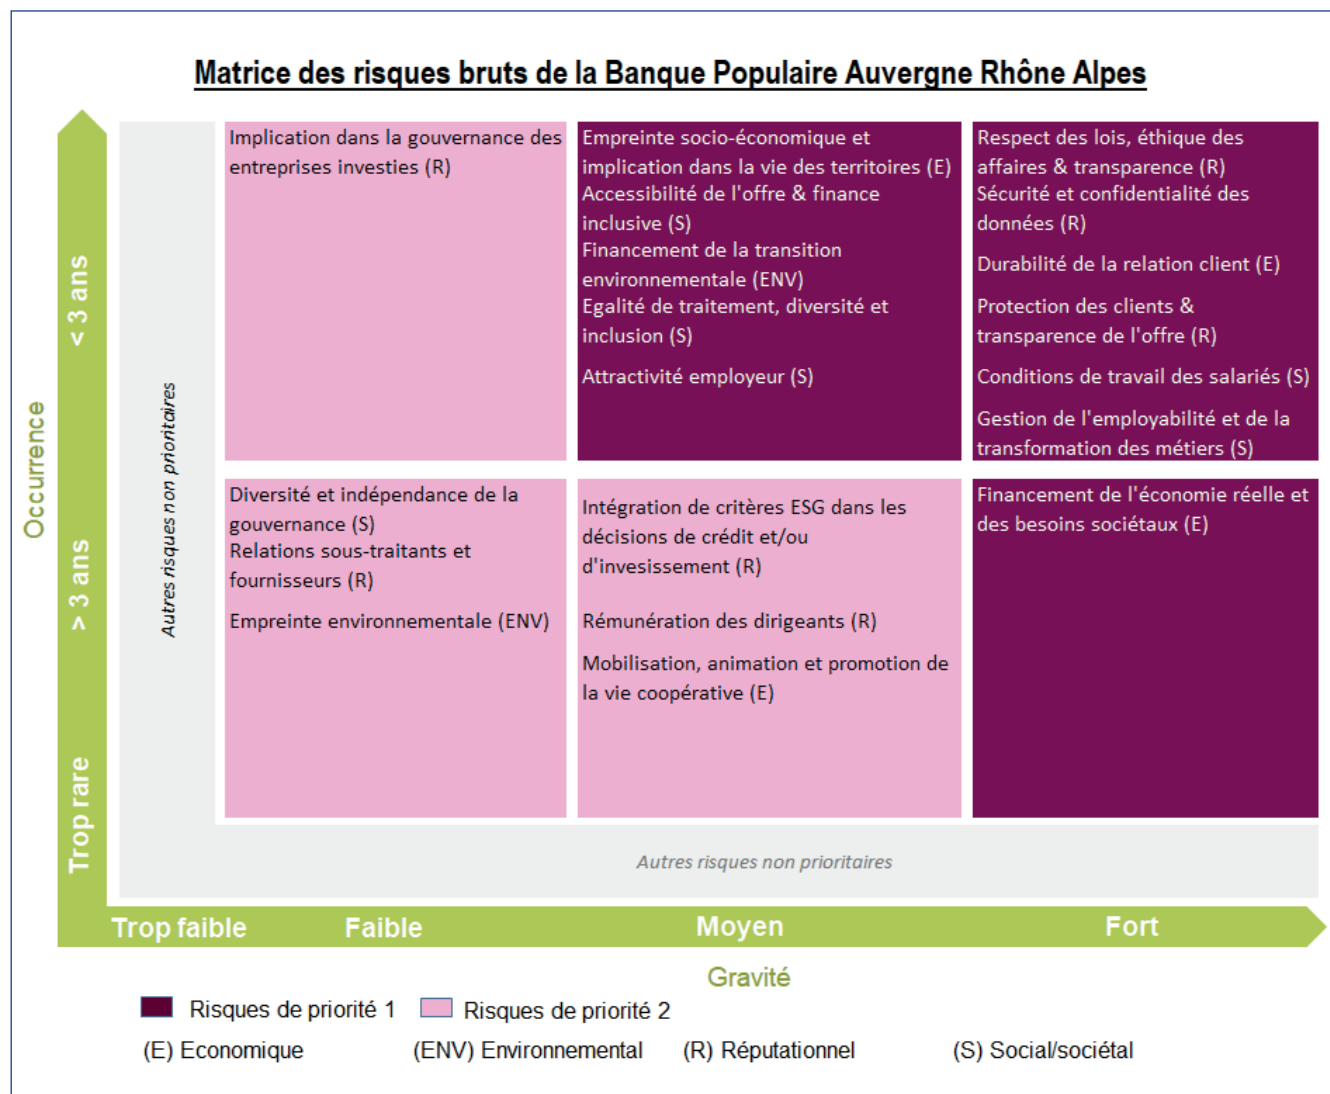 Matrice des risques bruts de la Banque Populaire Auvergne Rhône Alpes
Occurrence
< 3 ans
> 3 ans
Trop rare
Autres risques non prioritaires
Implication dans la gouvernance des
entreprises investies (R)
Empreinte socio-économique et
implication dans la vie des territoires (E)
Accessibilité de l'offre & finance
inclusive (S)
Financement de la transition
environnementale (ENV)
Egalité de traitement, diversité et
inclusion (S)
Attractivité employeur (S)
Respect des lois, éthique des
affaires & transparence (R)
Sécurité et confidentialité des
données (R)
Durabilité de la relation client (E)
Protection des clients &
transparence de l'offre (R)
Conditions de travail des salariés (S)
Gestion de l'employabilité et de la
transformation des métiers (S)
Diversité et indépendance de la
gouvernance (S)
Relations sous-traitants et
fournisseurs (R)
Empreinte environnementale (ENV)
Intégration de critères ESG dans les
décisions de crédit et/ou
d'invesissement (R)
Rémunération des dirigeants (R)
Mobilisation, animation et promotion de
la vie coopérative (E)
Financement de l'économie réelle et
des besoins sociétaux (E)
Autres risques non prioritaires
Trop faible
Faible
Moyen
Fort
Gravité
Risques de priorité 1
Risques de priorité 2
(E) Economique
(ENV) Environnemental
(R) Réputationnel
(S) Social/sociétal